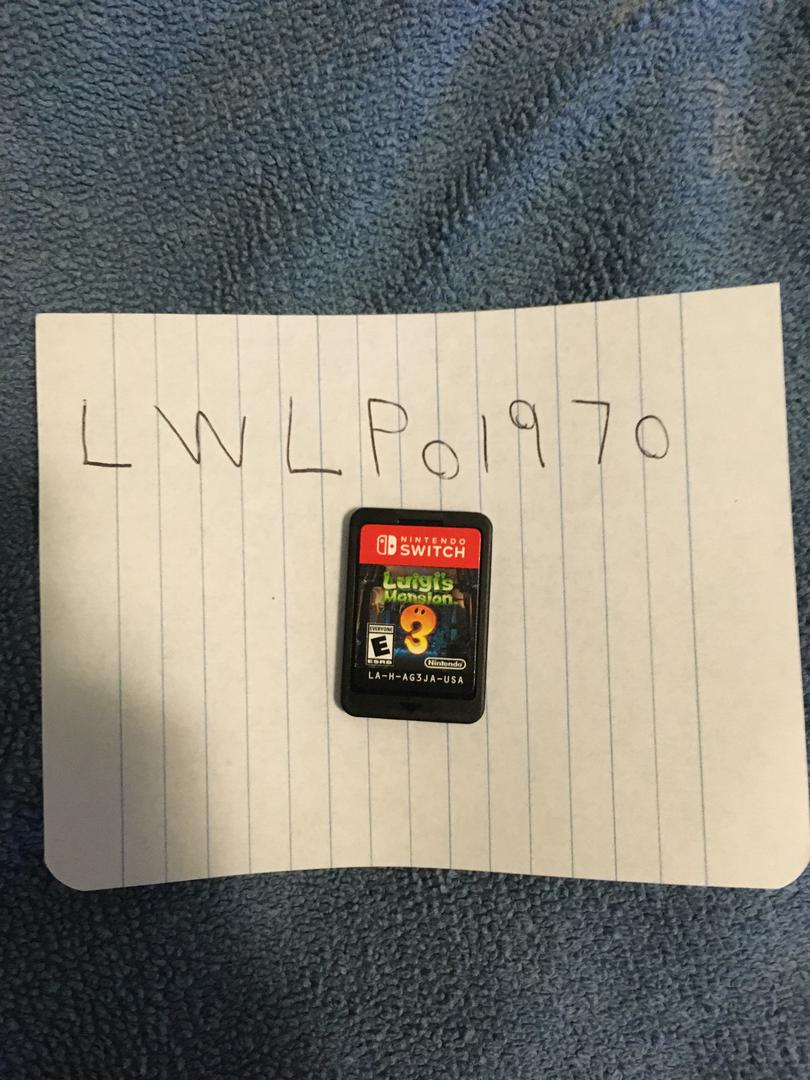 LWLPo1970
NINTENDO
SWITCH
Luigi's
Mansion
3
EVERYONE
E
ESRB
Nintendo
LA-H-AG3JA-USA